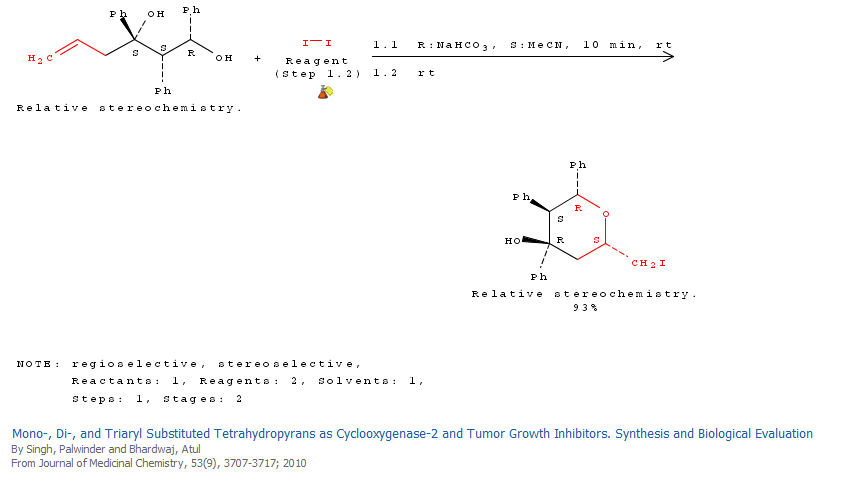 Ph OH Ph
H2C S S R OH
Ph
+
I—I
Reagent
(Step 1.2)
1.1 R:NaHCO3, S:MeCN, 10 min, rt
1.2 rt
Relative stereochemistry.
Ph
Ph R O
S
HO R S
CH2I
Ph
Relative stereochemistry.
93%
NOTE: regioselective, stereoselective,
Reactants: 1, Reagents: 2, Solvents: 1,
Steps: 1, Stages: 2
Mono-, Di-, and Triaryl Substituted Tetrahydropyrans as Cyclooxygenase-2 and Tumor Growth Inhibitors. Synthesis and Biological Evaluation
By Singh, Palwinder and Bhardwaj, Atul
From Journal of Medicinal Chemistry, 53(9), 3707-3717; 2010